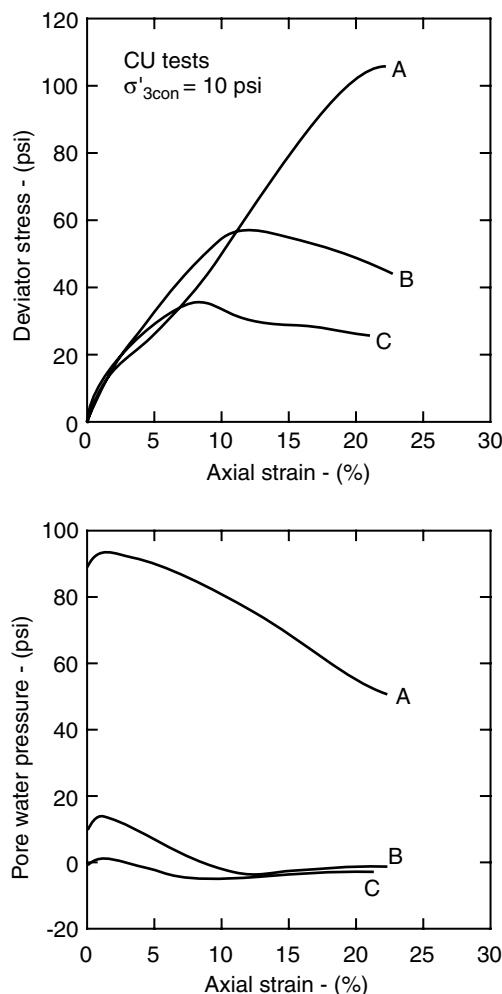 120
100
80
60
40
20
0
Deviator stress - (psi)
CU tests
σ'3con = 10 psi
A
B
C
0 5 10 15 20 25 30
Axial strain - (%)
100
80
60
40
20
0
-20
Pore water pressure - (psi)
A
B
C
0 5 10 15 20 25 30
Axial strain - (%)